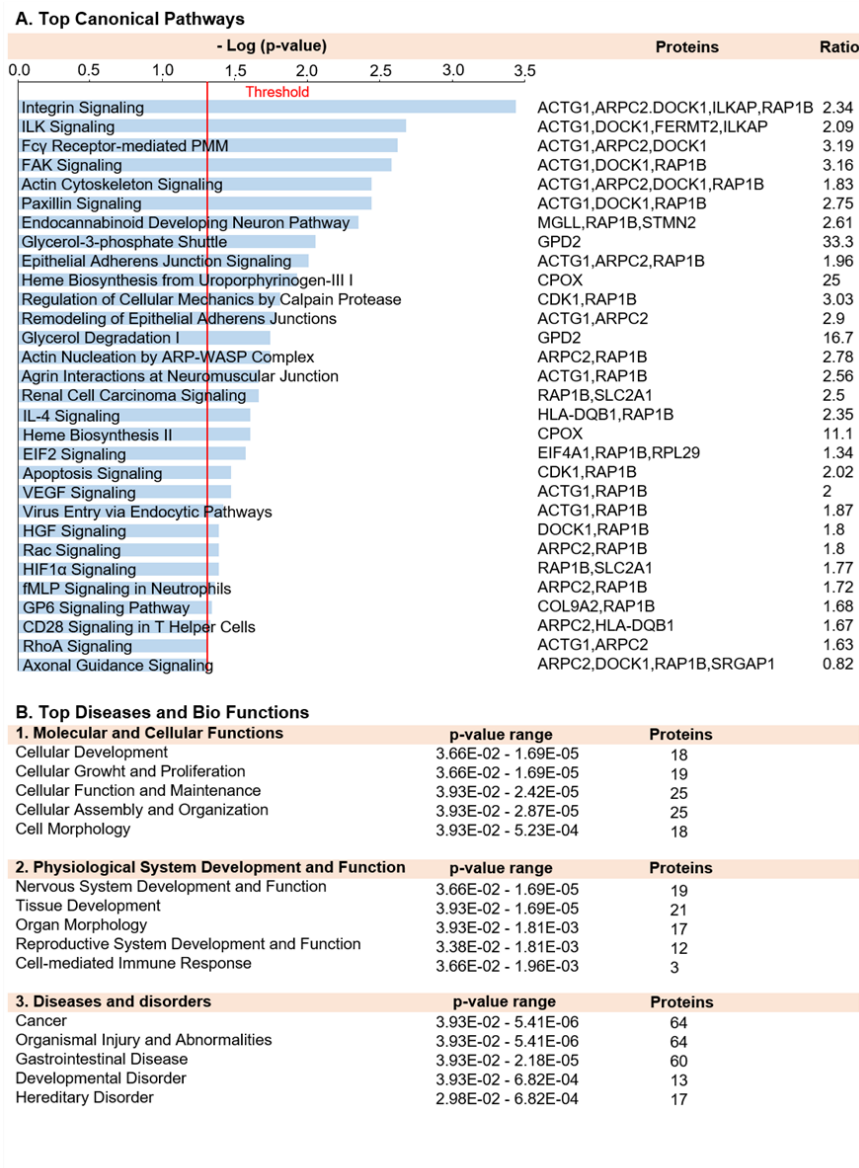 A. Top Canonical Pathways
- Log (p-value) Proteins Ratio
0.0 0.5 1.0 1.5 2.0 2.5 3.0 3.5
Threshold
Integrin Signaling ACTG1,ARPC2.DOCK1,ILKAP,RAP1B 2.34
ILK Signaling ACTG1,DOCK1,FERMT2,ILKAP 2.09
Fcγ Receptor-mediated PMM ACTG1,ARPC2,DOCK1 3.19
FAK Signaling ACTG1,DOCK1,RAP1B 3.16
Actin Cytoskeleton Signaling ACTG1,ARPC2,DOCK1,RAP1B 1.83
Paxillin Signaling ACTG1,DOCK1,RAP1B 2.75
Endocannabinoid Developing Neuron Pathway MGLL,RAP1B,STMN2 2.61
Glycerol-3-phosphate Shuttle GPD2 33.3
Epithelial Adherens Junction Signaling ACTG1,ARPC2,RAP1B 1.96
Heme Biosynthesis from Uroporphyrinogen-III I CPOX 25
Regulation of Cellular Mechanics by Calpain Protease CDK1,RAP1B 3.03
Remodeling of Epithelial Adherens Junctions ACTG1,ARPC2 2.9
Glycerol Degradation I GPD2 16.7
Actin Nucleation by ARP-WASP Complex ARPC2,RAP1B 2.78
Agrin Interactions at Neuromuscular Junction ACTG1,RAP1B 2.56
Renal Cell Carcinoma Signaling RAP1B,SLC2A1 2.5
IL-4 Signaling HLA-DQB1,RAP1B 2.35
Heme Biosynthesis II CPOX 11.1
EIF2 Signaling EIF4A1,RAP1B,RPL29 1.34
Apoptosis Signaling CDK1,RAP1B 2.02
VEGF Signaling ACTG1,RAP1B 2
Virus Entry via Endocytic Pathways ACTG1,RAP1B 1.87
HGF Signaling DOCK1,RAP1B 1.8
Rac Signaling ARPC2,RAP1B 1.8
HIF1α Signaling RAP1B,SLC2A1 1.77
fMLP Signaling in Neutrophils ARPC2,RAP1B 1.72
GP6 Signaling Pathway COL9A2,RAP1B 1.68
CD28 Signaling in T Helper Cells ARPC2,HLA-DQB1 1.67
RhoA Signaling ACTG1,ARPC2 1.63
Axonal Guidance Signaling ARPC2,DOCK1,RAP1B,SRGAP1 0.82
B. Top Diseases and Bio Functions
1. Molecular and Cellular Functions p-value range Proteins
Cellular Development 3.66E-02 - 1.69E-05 18
Cellular Growht and Proliferation 3.66E-02 - 1.69E-05 19
Cellular Function and Maintenance 3.93E-02 - 2.42E-05 25
Cellular Assembly and Organization 3.93E-02 - 2.87E-05 25
Cell Morphology 3.93E-02 - 5.23E-04 18
2. Physiological System Development and Function p-value range Proteins
Nervous System Development and Function 3.66E-02 - 1.69E-05 19
Tissue Development 3.93E-02 - 1.69E-05 21
Organ Morphology 3.93E-02 - 1.81E-03 17
Reproductive System Development and Function 3.38E-02 - 1.81E-03 12
Cell-mediated Immune Response 3.66E-02 - 1.96E-03 3
3. Diseases and disorders p-value range Proteins
Cancer 3.93E-02 - 5.41E-06 64
Organismal Injury and Abnormalities 3.93E-02 - 5.41E-06 64
Gastrointestinal Disease 3.93E-02 - 2.18E-05 60
Developmental Disorder 3.93E-02 - 6.82E-04 13
Hereditary Disorder 2.98E-02 - 6.82E-04 17